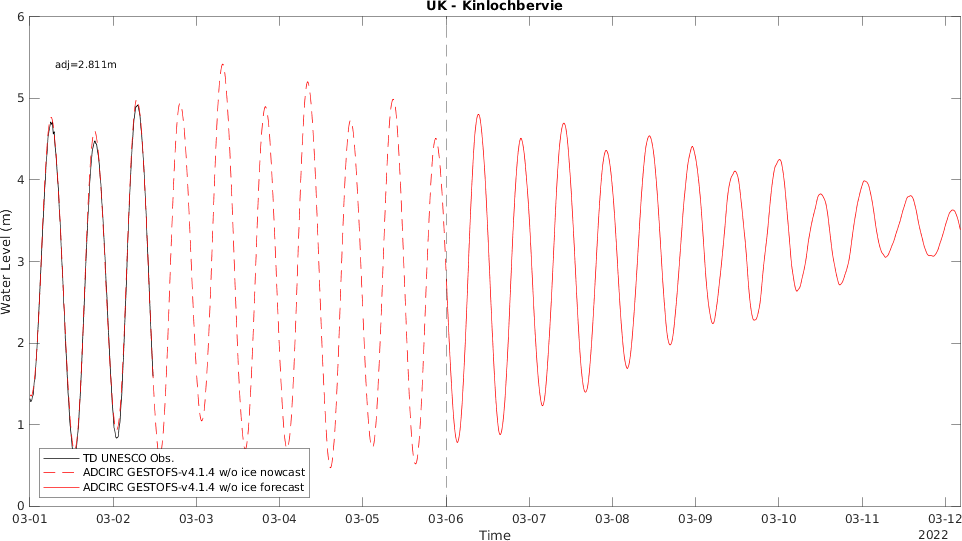 UK - Kinlochbervie
adj=2.811m
6
5
4
3
2
1
0
Water Level (m)
TD UNESCO Obs.
ADCIRC GESTOFS-v4.1.4 w/o ice nowcast
ADCIRC GESTOFS-v4.1.4 w/o ice forecast
03-01 03-02 03-03 03-04 03-05 03-06 03-07 03-08 03-09 03-10 03-11 03-12
Time
2022